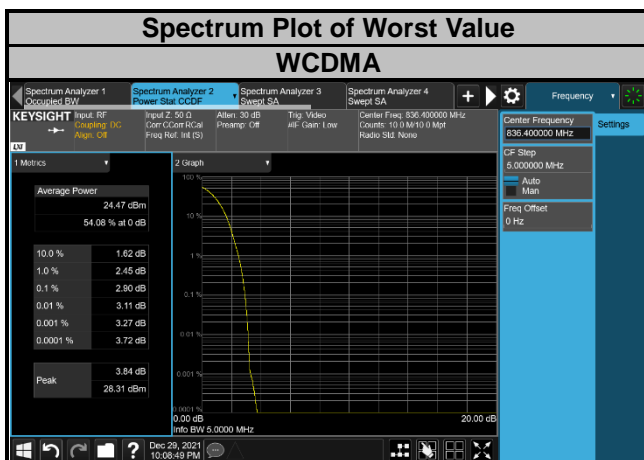 Spectrum Plot of Worst Value
WCDMA
Spectrum Analyzer 1
Occupied BW
Spectrum Analyzer 2
Power Stat CCDF
Spectrum Analyzer 3
Swept SA
Spectrum Analyzer 4
Swept SA
+
Frequency
KEYSIGHT
LXI
Input: RF
Coupling: DC
Align: Off
Input Z: 50 Ω
Corr CCorr RCal
Freq Ref: Int (S)
Atten: 30 dB
Preamp: Off
Trig: Video
#IF Gain: Low
Center Freq: 836.400000 MHz
Counts: 10.0 M/10.0 Mpt
Radio Std: None
Center Frequency
836.400000 MHz
Settings
CF Step
5.000000 MHz
Auto
Man
Freq Offset
0 Hz
1 Metrics
Average Power
24.47 dBm
54.08 % at 0 dB
10.0 % 1.62 dB
1.0 % 2.45 dB
0.1 % 2.90 dB
0.01 % 3.11 dB
0.001 % 3.27 dB
0.0001 % 3.72 dB
Peak
3.84 dB
28.31 dBm
2 Graph
100 %
10 %
1 %
0.1 %
0.01 %
0.001 %
0.0001 %
0.00 dB 20.00 dB
Info BW 5.0000 MHz
?
Dec 29, 2021
10:08:49 PM